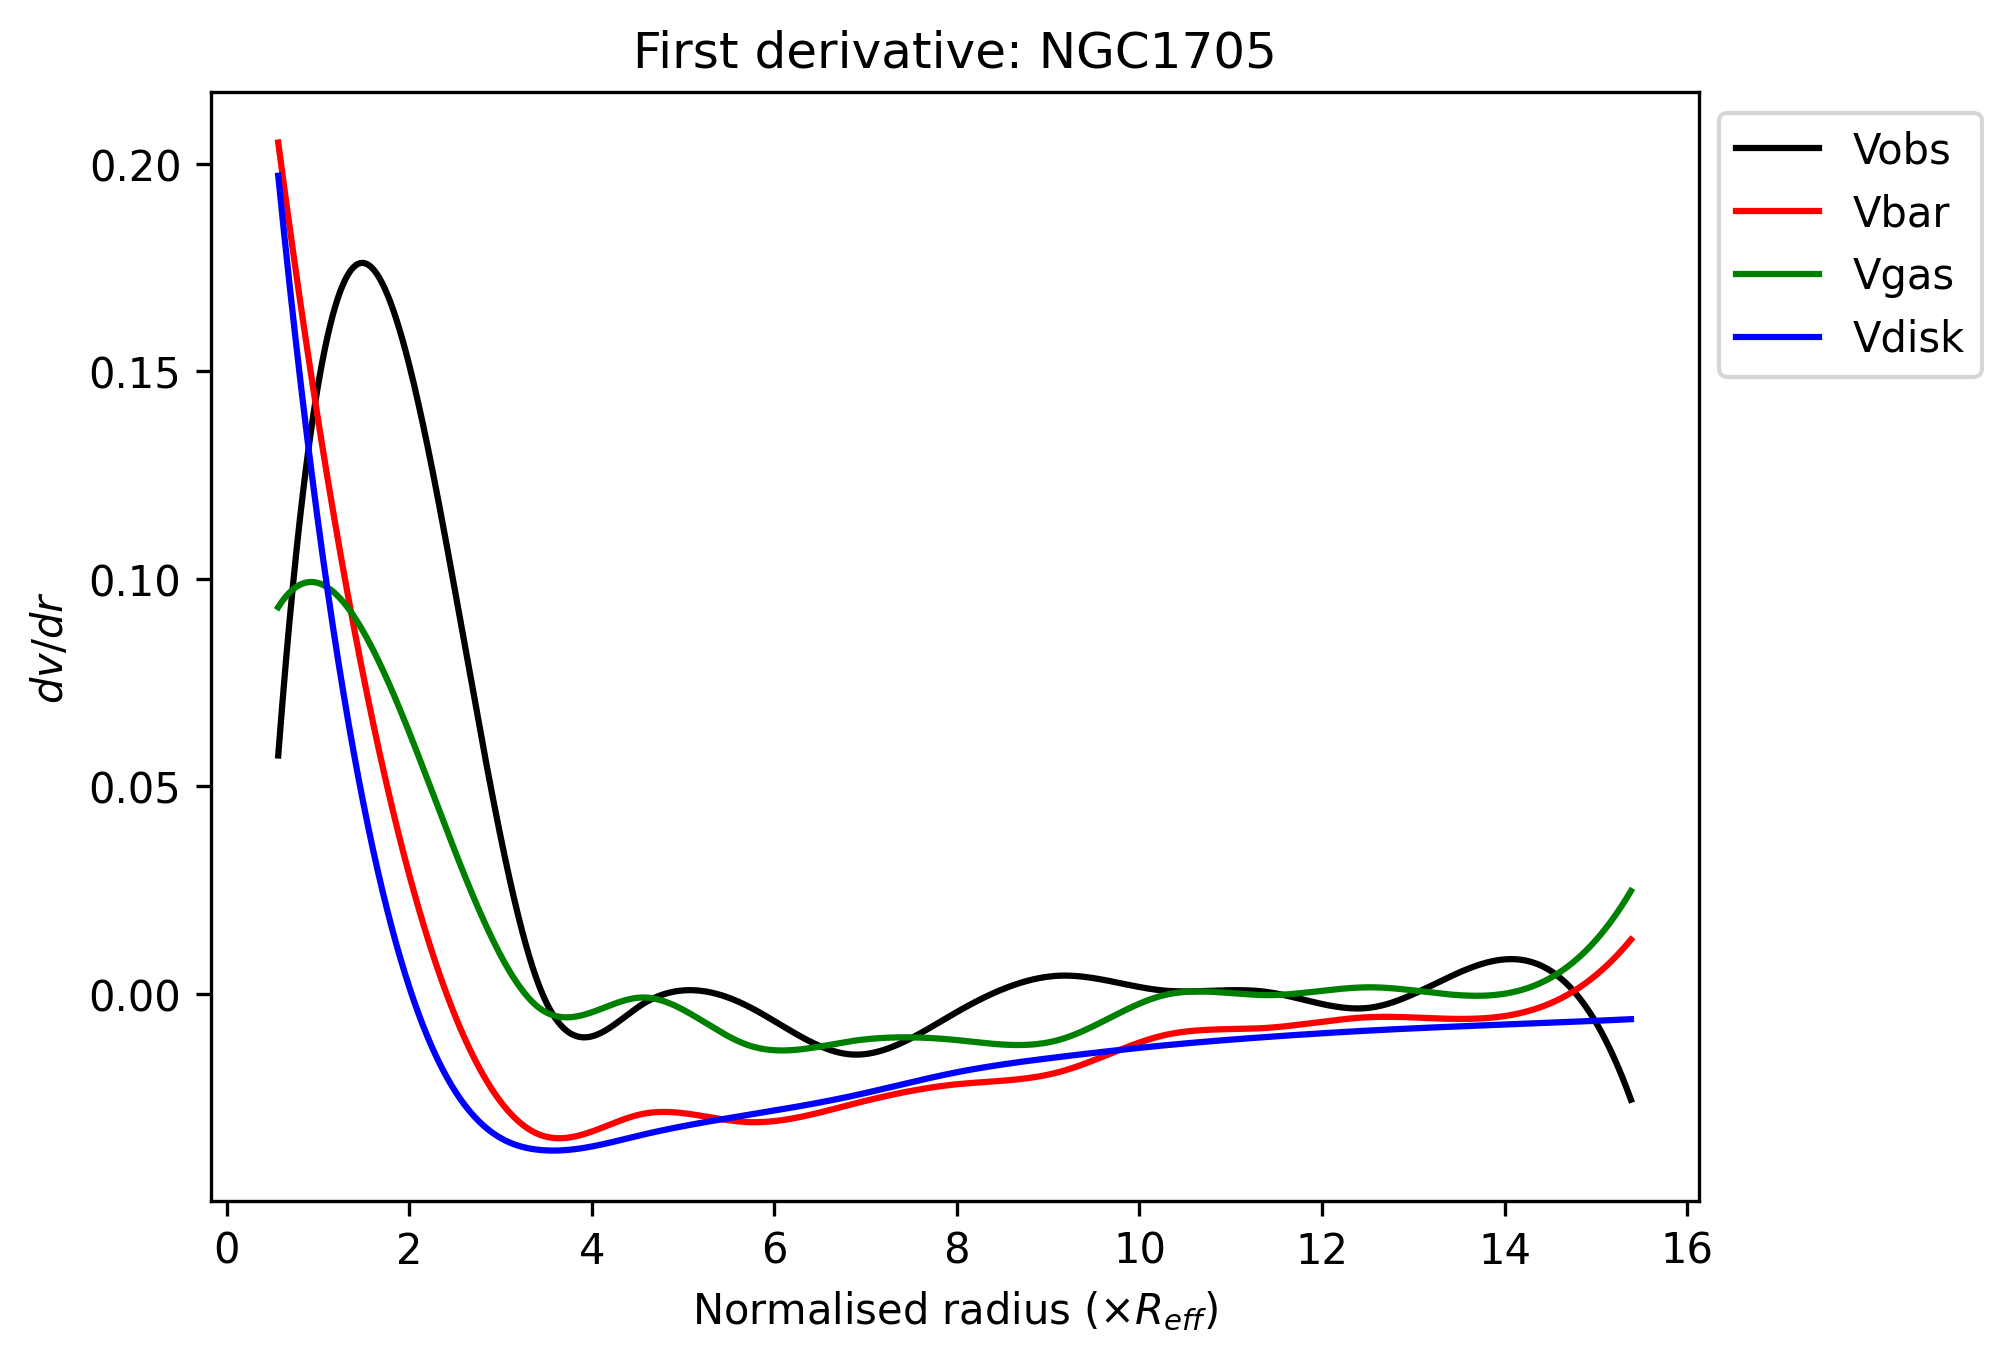 First derivative: NGC1705
Vobs
Vbar
Vgas
Vdisk
0.20
0.15
0.10
0.05
0.00
dv/dr
0 2 4 6 8 10 12 14 16
Normalised radius (×R_eff)